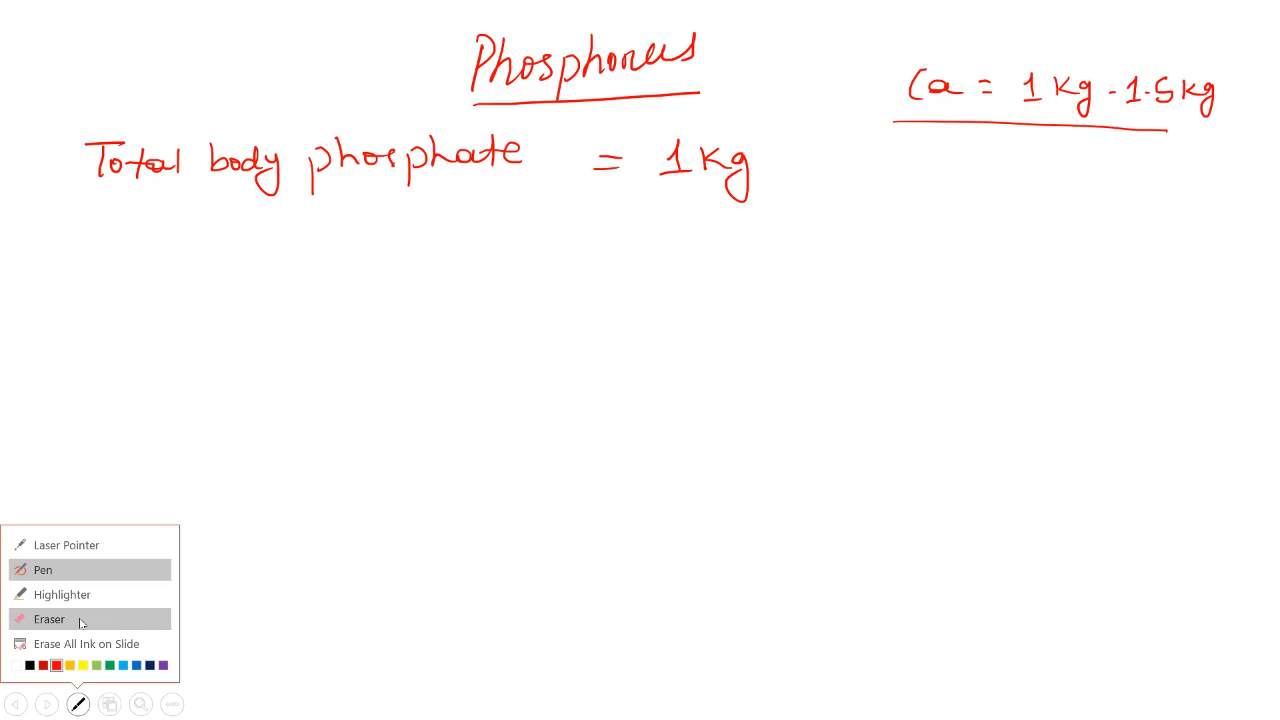 Phosphorus
Ca = 1 Kg - 1.5 Kg
Total body phosphate = 1 Kg
Laser Pointer
Pen
Highlighter
Eraser
Erase All Ink on Slide